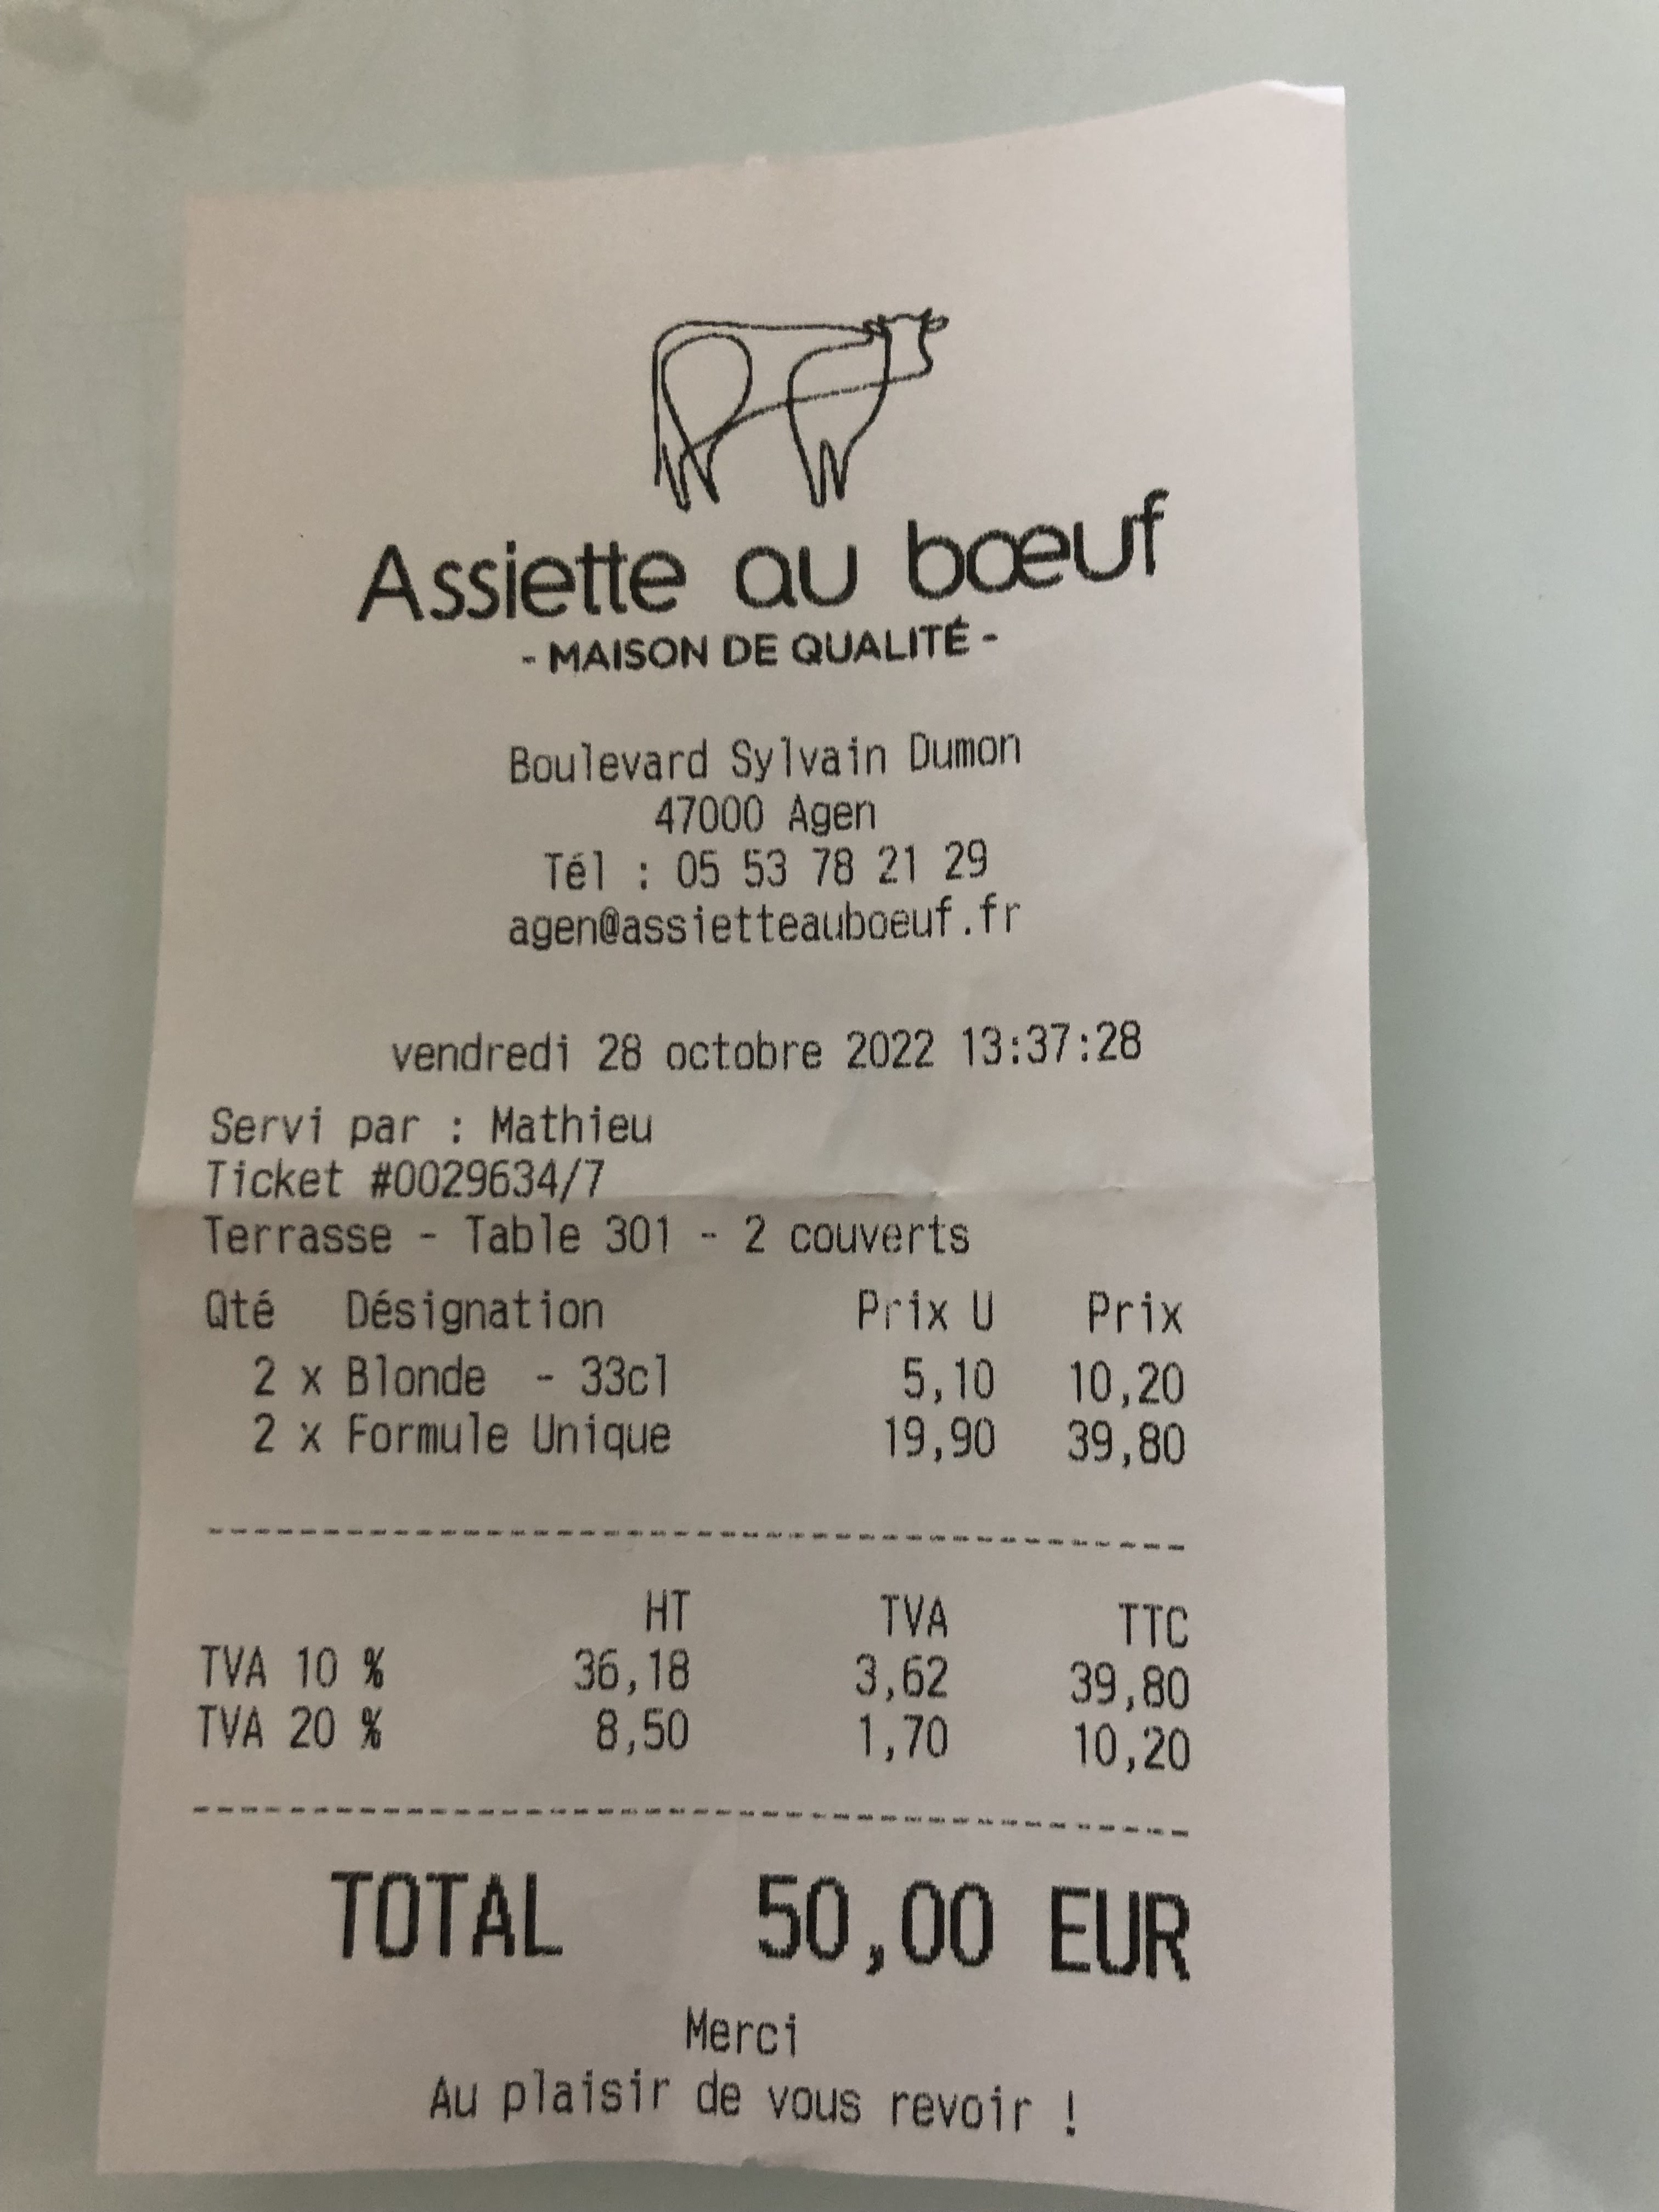 Assiette au bœuf
- MAISON DE QUALITÉ -
Boulevard Sylvain Dumon
47000 Agen
Tél : 05 53 78 21 29
agen@assietteauboeuf.fr
vendredi 28 octobre 2022 13:37:28
Servi par : Mathieu
Ticket #0029634/7
Terrasse - Table 301 - 2 couverts
Qté Désignation Prix U Prix
2 x Blonde - 33cl 5,10 10,20
2 x Formule Unique 19,90 39,80
HT TVA TTC
TVA 10 % 36,18 3,62 39,80
TVA 20 % 8,50 1,70 10,20
TOTAL 50,00 EUR
Merci
Au plaisir de vous revoir !